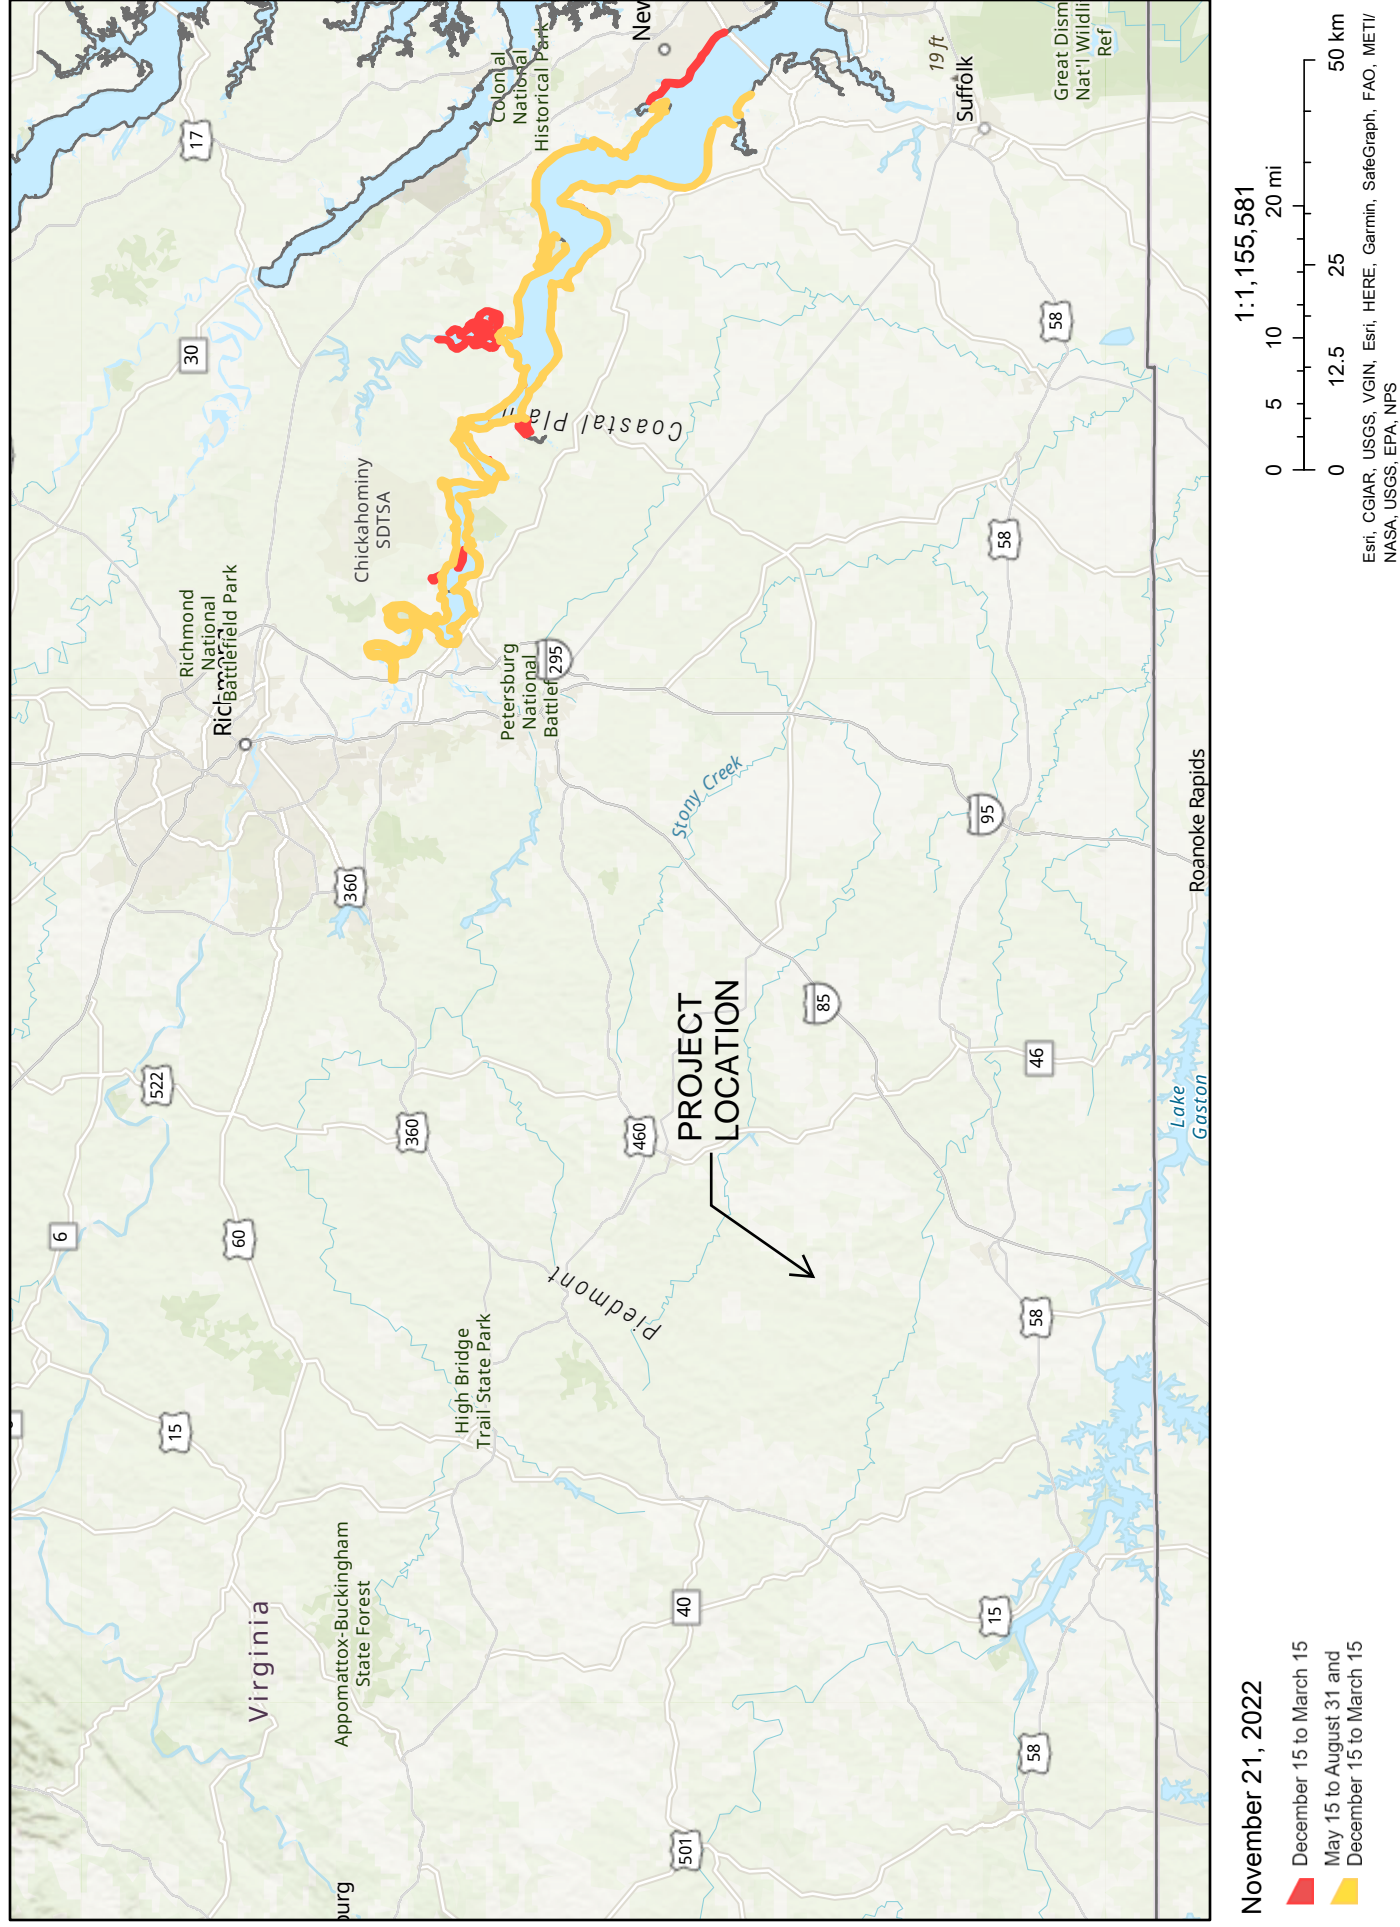 17
30
Colonial
National
Historical Park
New
19 ft
Suffolk
Great Dism
Nat'l Wildli
Ref
58
Coastal Plain
Chickahominy
SDTSA
Richmond
National
Battlefield Park
Richmond
Petersburg
National
Battlef
295
58
Stony Creek
95
Roanoke Rapids
360
85
522
360
460
PROJECT
LOCATION
46
Lake
Gaston
6
60
Piedmont
58
High Bridge
Trail State Park
15
Appomattox-Buckingham
State Forest
Virginia
40
15
58
501
burg
November 21, 2022
December 15 to March 15
May 15 to August 31 and
December 15 to March 15
1:1,155,581
0 5 10 20 mi
0 12.5 25 50 km
Esri, CGIAR, USGS, VGIN, Esri, HERE, Garmin, SafeGraph, FAO, METI/
NASA, USGS, EPA, NPS